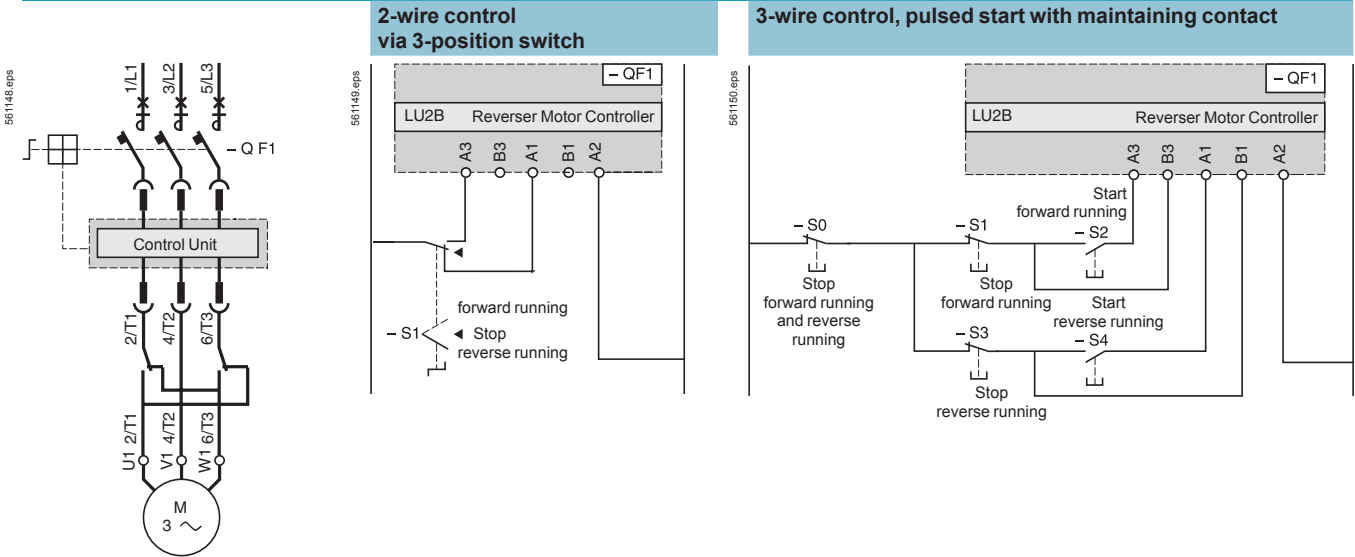 2-wire control
via 3-position switch
3-wire control, pulsed start with maintaining contact
561148.eps
1/L1
3/L2
5/L3
– Q F1
Control Unit
2/T1
4/T2
6/T3
U1 2/T1
V1 4/T2
W1 6/T3
M
3
561149.eps
– QF1
LU2B Reverser Motor Controller
A3 B3 A1 B1 A2
forward running
– S1 Stop
reverse running
561150.eps
– QF1
LU2B Reverser Motor Controller
A3 B3 A1 B1 A2
Start
forward running
– S0 – S1 – S2
Stop
forward running
and reverse
running
Stop
forward running
Start
reverse running
– S3 – S4
Stop
reverse running